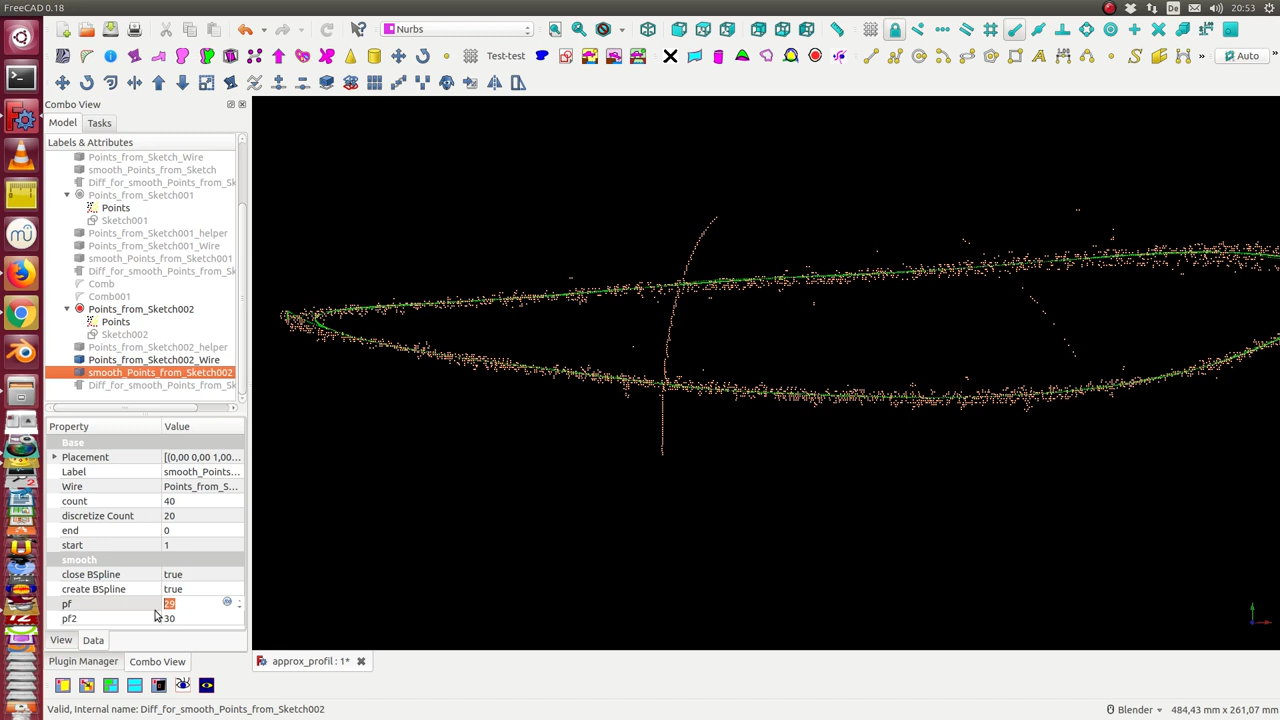 FreeCAD 0.18
De
20:53
Nurbs
Test-test
Auto
Combo View
Model
Tasks
Labels & Attributes
Points_from_Sketch_Wire
smooth_Points_from_Sketch
Diff_for_smooth_Points_from_Sk
Points_from_Sketch001
Points
Sketch001
Points_from_Sketch001_helper
Points_from_Sketch001_Wire
smooth_Points_from_Sketch001
Diff_for_smooth_Points_from_Sk
Comb
Comb001
Points_from_Sketch002
Points
Sketch002
Points_from_Sketch002_helper
Points_from_Sketch002_Wire
smooth_Points_from_Sketch002
Diff_for_smooth_Points_from_Sk
Property Value
Base
Placement [(0,00 0,00 1,00...
Label smooth_Points...
Wire Points_from_S...
count 40
discretize Count 20
end 0
start 1
smooth
close BSpline true
create BSpline true
pf 29
pf2 30
View
Data
Plugin Manager
Combo View
approx_profil : 1*
Valid, Internal name: Diff_for_smooth_Points_from_Sketch002
Blender
484,43 mm x 261,07 mm